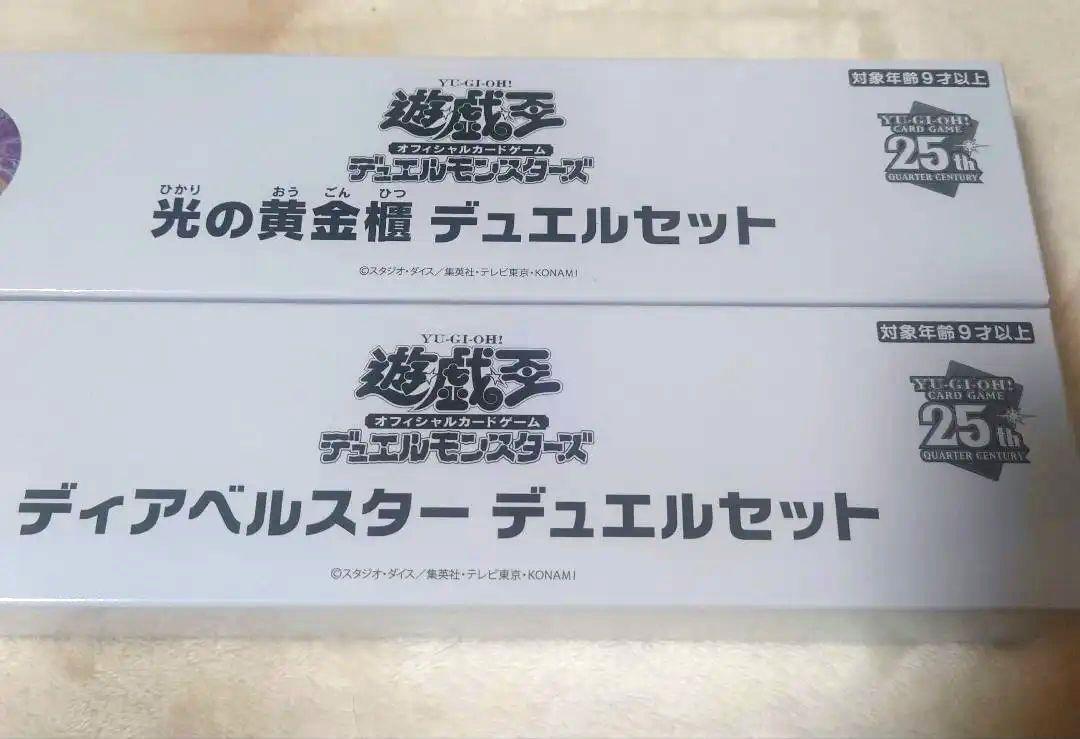 YU-GI-OH!
遊戯王
オフィシャルカードゲーム
デュエルモンスターズ
対象年齢9才以上
YU-GI-OH!
CARD GAME
25th
QUARTER CENTURY
ひかり おう ごん ひつ
光の黄金櫃 デュエルセット
©スタジオ・ダイス/集英社・テレビ東京・KONAMI
YU-GI-OH!
遊戯王
オフィシャルカードゲーム
デュエルモンスターズ
対象年齢9才以上
YU-GI-OH!
CARD GAME
25th
QUARTER CENTURY
ディアベルスター デュエルセット
©スタジオ・ダイス/集英社・テレビ東京・KONAMI